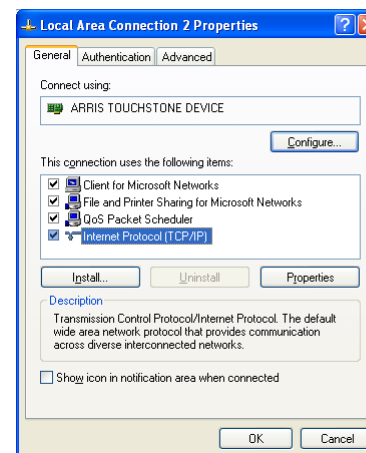 Local Area Connection 2 Properties
General Authentication Advanced
Connect using:
ARRIS TOUCHSTONE DEVICE
Configure...
This connection uses the following items:
Client for Microsoft Networks
File and Printer Sharing for Microsoft Networks
QoS Packet Scheduler
Internet Protocol (TCP/IP)
Install... Uninstall Properties
Description
Transmission Control Protocol/Internet Protocol. The default
wide area network protocol that provides communication
across diverse interconnected networks.
Show icon in notification area when connected
OK Cancel